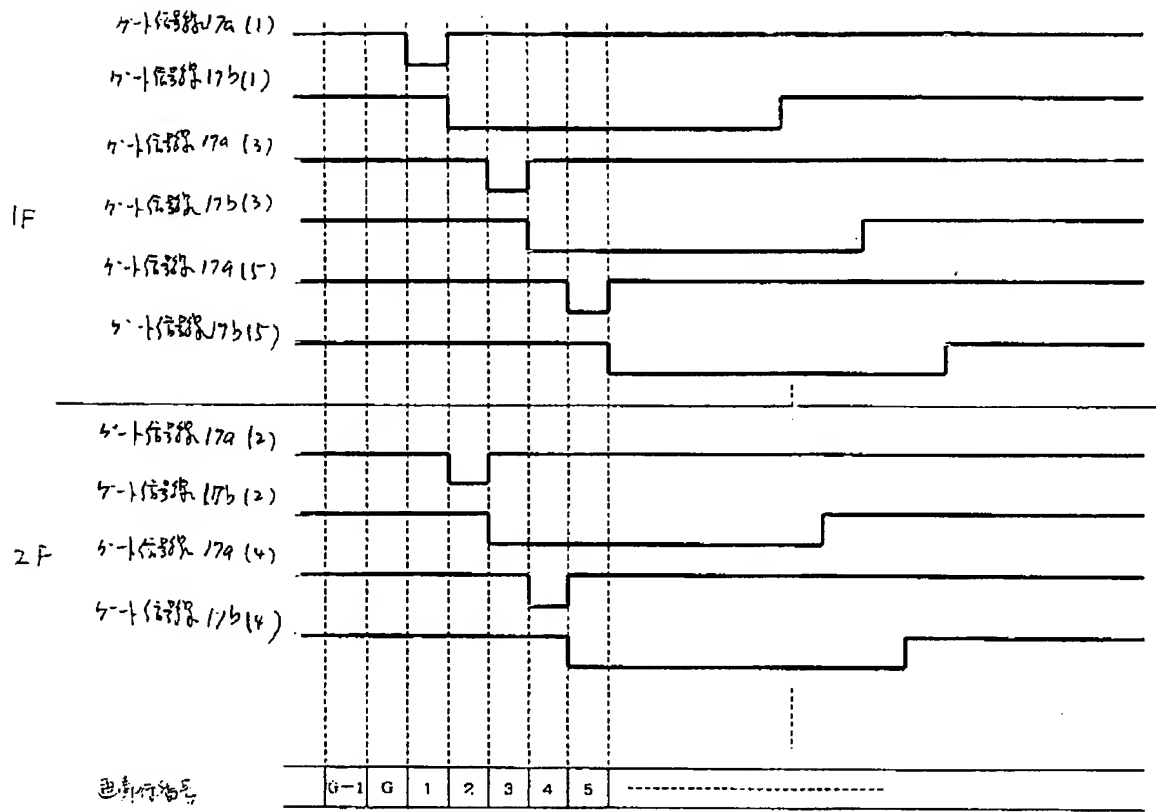 ゲート信号線17a(1)
ゲート信号線17b(1)
ゲート信号線17a(3)
ゲート信号線17b(3)
1F
ゲート信号線17a(5)
ゲート信号線17b(5)
ゲート信号線17a(2)
ゲート信号線17b(2)
2F
ゲート信号線17a(4)
ゲート信号線17b(4)
G-1 G 1 2 3 4 5